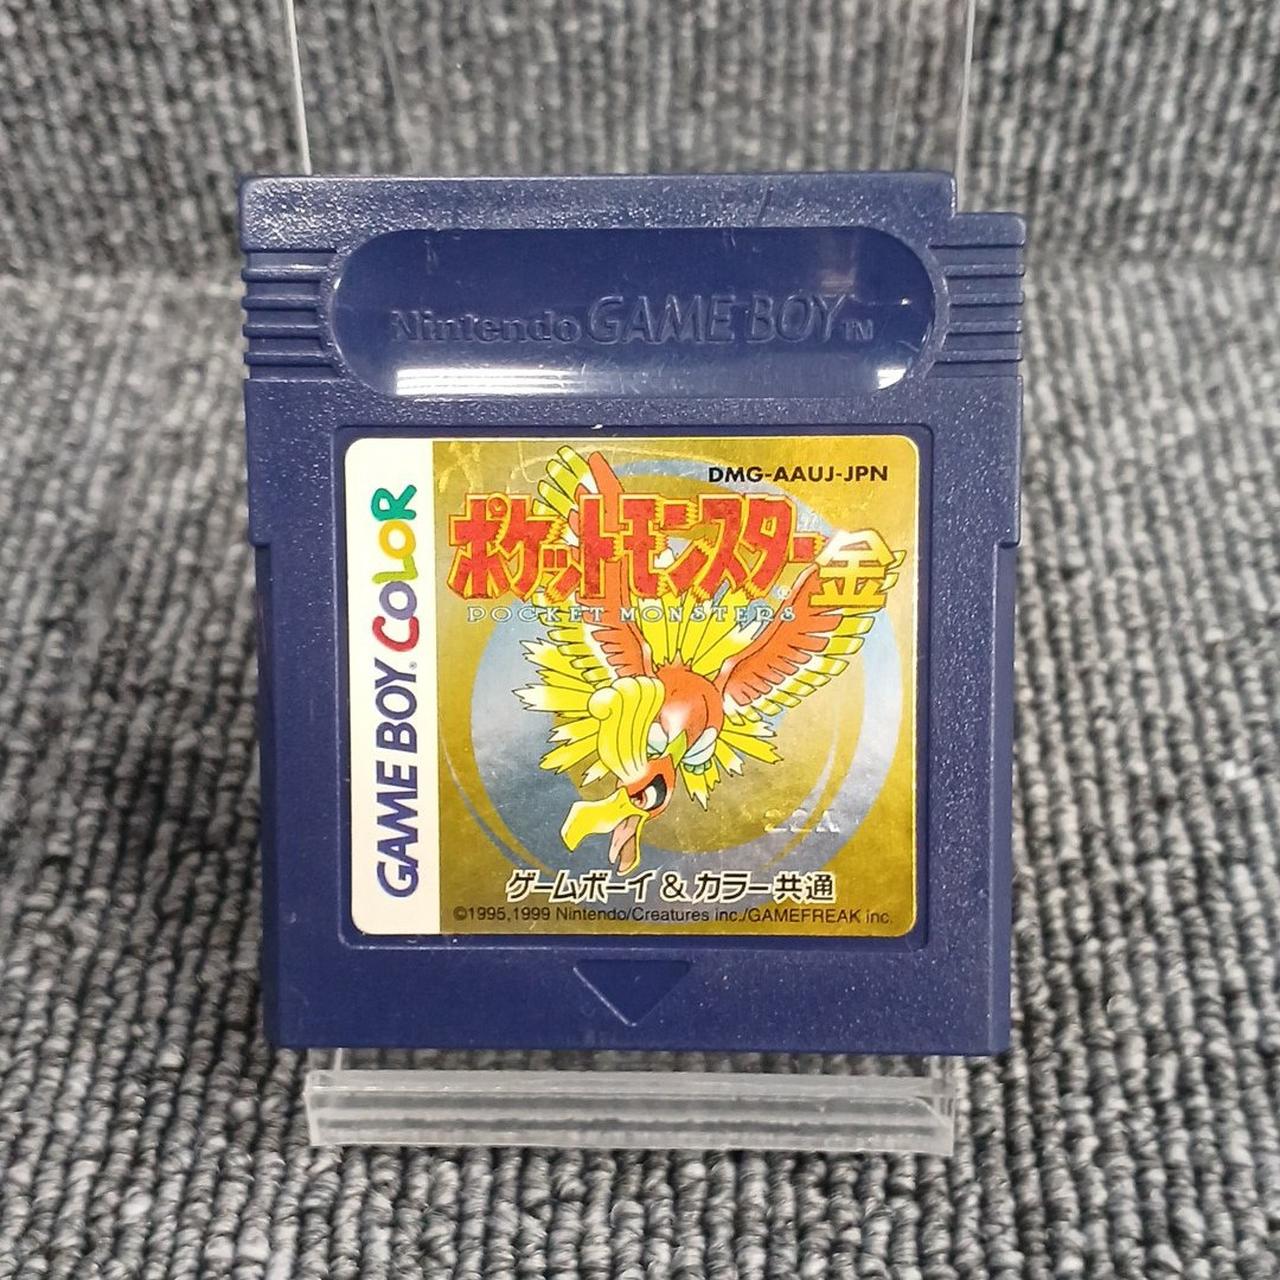 Nintendo GAME BOY TM
GAME BOY COLOR
DMG-AAUJ-JPN
ポケットモンスター金
POCKET MONSTERS
22A
ゲームボーイ&カラー共通
©1995,1999 Nintendo/Creatures inc./GAMEFREAK inc.